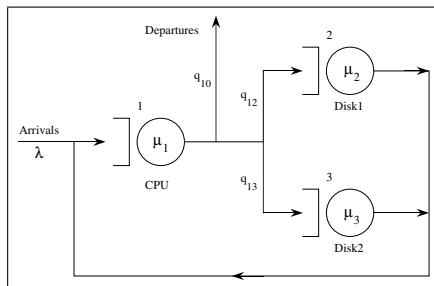 Departures
2
μ2
Disk1
q10
q12
1
Arrivals
λ
μ1
CPU
q13
3
μ3
Disk2